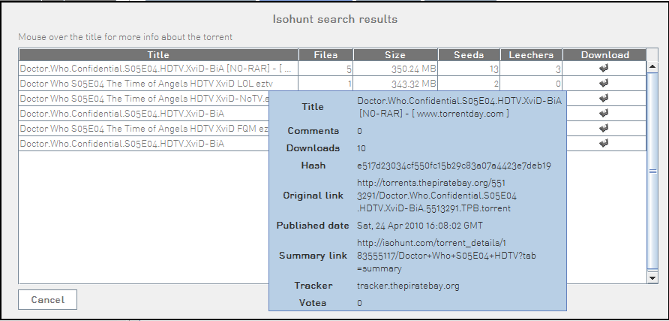 Isohunt search results
Mouse over the title for more info about the torrent
Title Files Size Seeds Leechers Download
Doctor.Who.Confidential.S05E04.HDTV.XviD-BiA [NO-RAR] - [ ... 5 350.24 MB 13 3
Doctor Who S05E04 The Time of Angels HDTV XviD LOL eztv 1 343.32 MB 2 0
Doctor Who S05E04 The Time of Angels HDTV XviD-NoTV.e
Doctor.Who.Confidential.S05E04.HDTV.XviD-BiA
Doctor Who S05E04 The Time of Angels HDTV XviD FQM ez
Doctor.Who.Confidential.S05E04.HDTV.XviD-BiA
Title Doctor.Who.Confidential.S05E04.HDTV.XviD-BiA
[NO-RAR] - [ www.torrentday.com ]
Comments 0
Downloads 10
Hash e517d23034cf550fc15b29c83a07a4423e7deb19
Original link http://torrents.thepiratebay.org/551
3291/Doctor.Who.Confidential.S05E04
.HDTV.XviD-BiA.5513291.TPB.torrent
Published date Sat, 24 Apr 2010 16:08:02 GMT
Summary link http://isohunt.com/torrent_details/1
83555117/Doctor+Who+S05E04+HDTV?tab
=summary
Tracker tracker.thepiratebay.org
Votes 0
Cancel